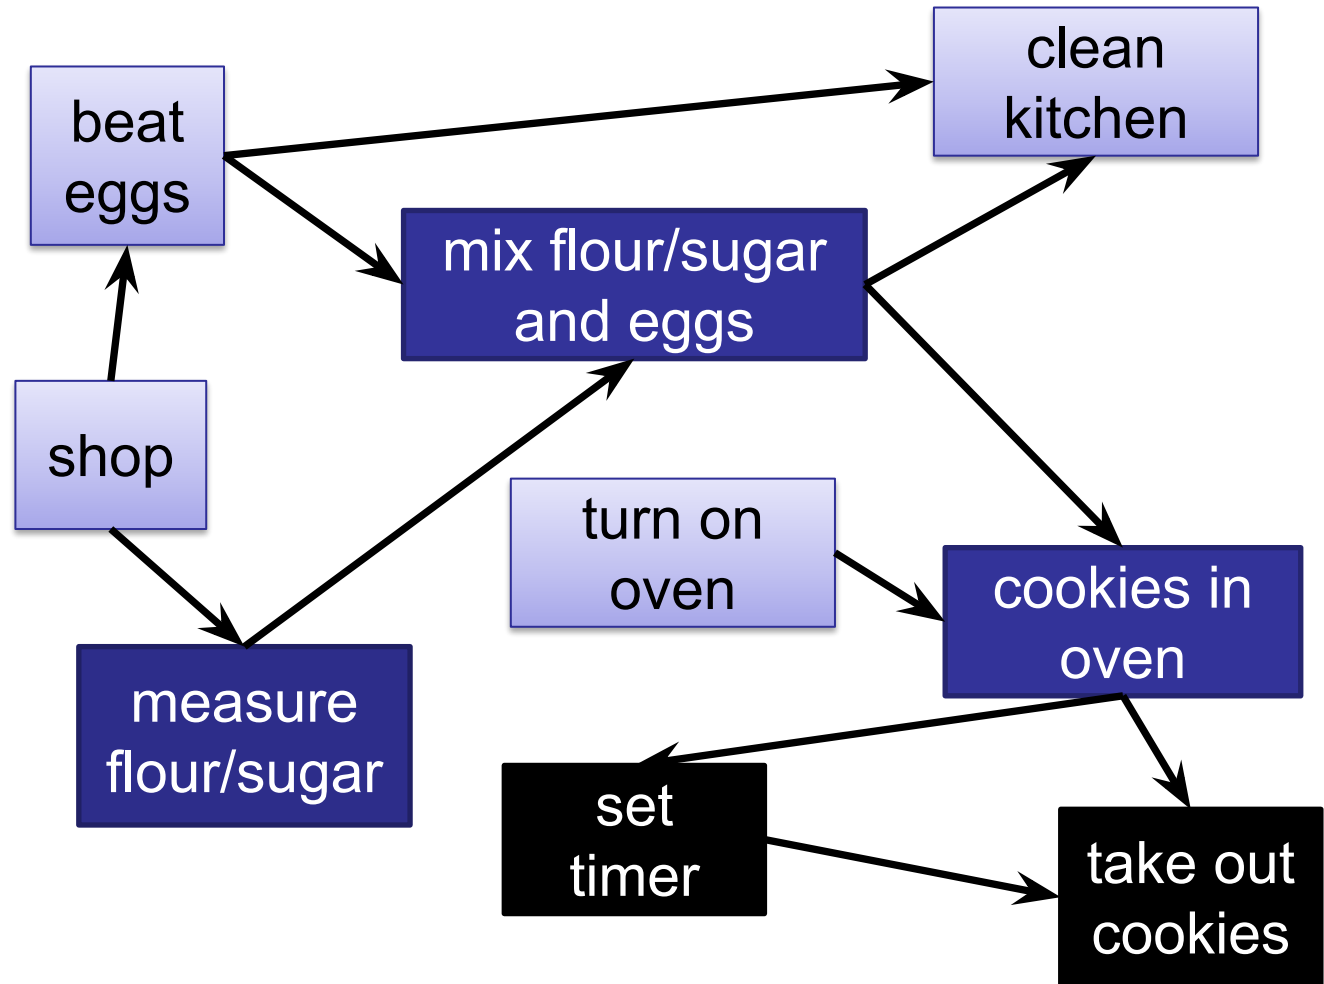 clean
kitchen
beat
eggs
mix flour/sugar
and eggs
shop
turn on
oven
cookies in
oven
measure
flour/sugar
set
timer
take out
cookies